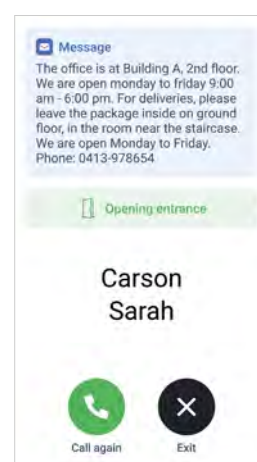 Message
The office is at Building A, 2nd floor.
We are open monday to friday 9:00
am - 6:00 pm. For deliveries, please
leave the package inside on ground
floor, in the room near the staircase.
We are open Monday to Friday.
Phone: 0413-978654
Opening entrance
Carson
Sarah
Call again
Exit